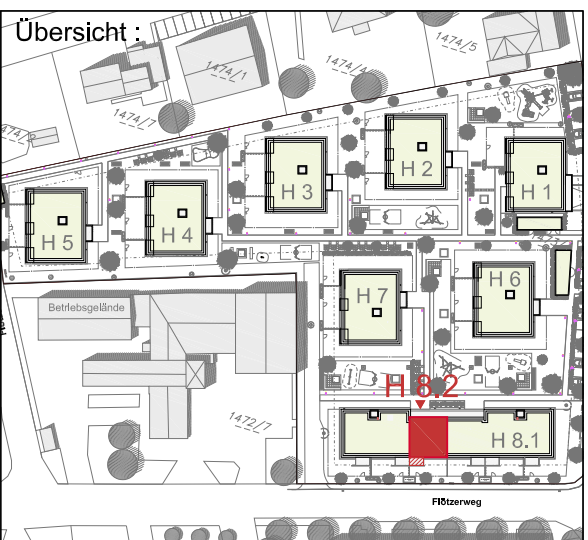 Übersicht :
1474/5
1474/1
1474/4
1474/7
H 2
H 3
H 1
H 4
H 5
H 6
H 7
Betriebsgelände
H 8.2
1472/7
H 8.1
Flötzerweg